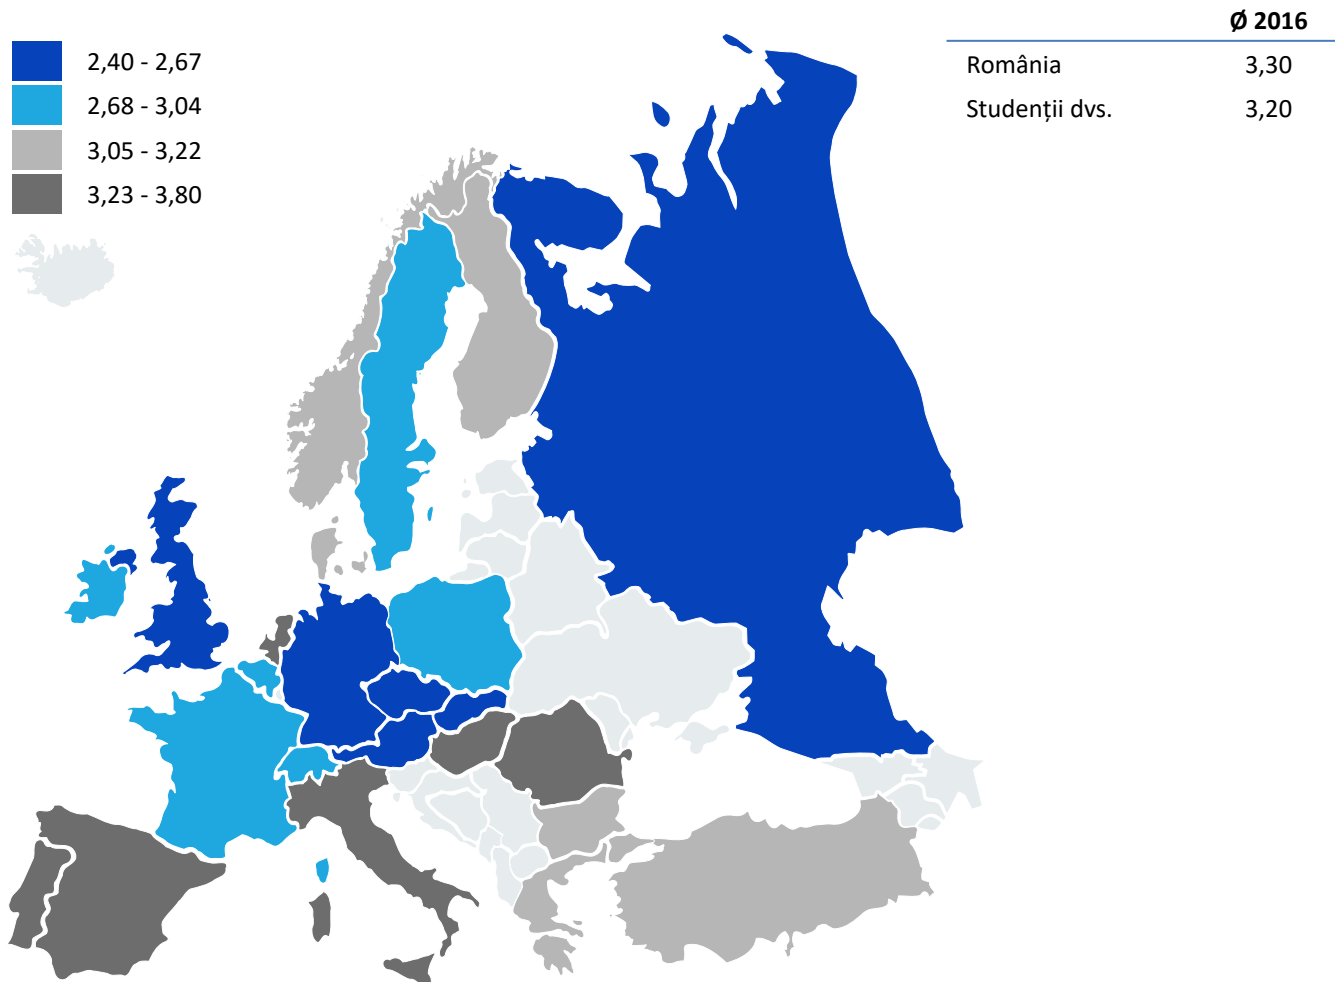 Ø 2016
2,40 - 2,67
2,68 - 3,04
3,05 - 3,22
3,23 - 3,80
România 3,30
Studenții dvs. 3,20